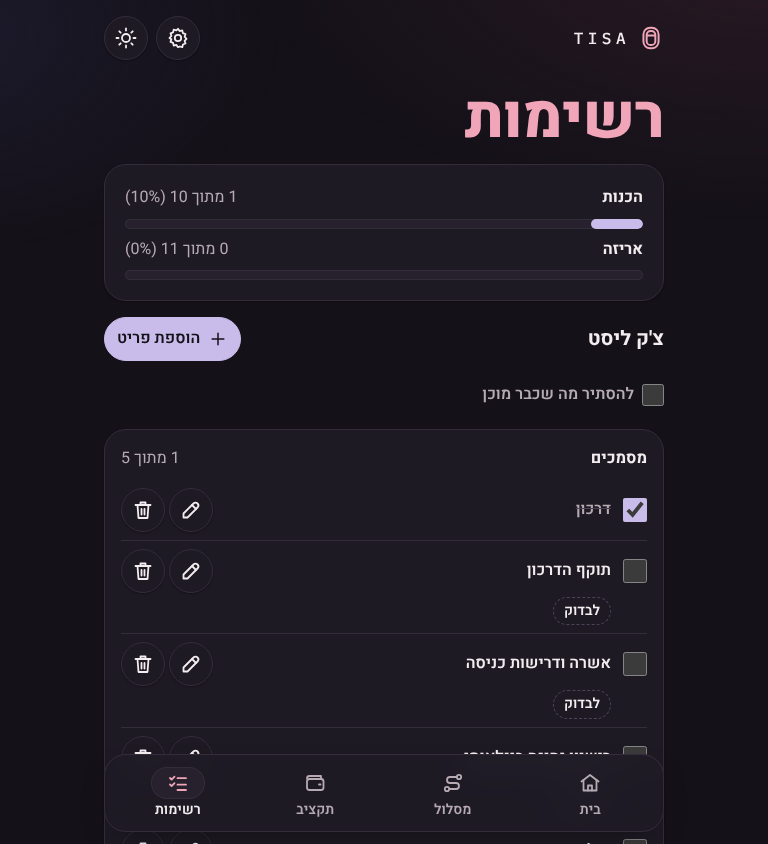 TISA
רשימות
הכנות 1 מתוך 10 (10%)
אריזה 0 מתוך 11 (0%)
צ'ק ליסט
הוספת פריט
להסתיר מה שכבר מוכן
מסמכים 1 מתוך 5
דרכון
תוקף הדרכון
לבדוק
אשרה ודרישות כניסה
לבדוק
בית
מסלול
תקציב
רשימות